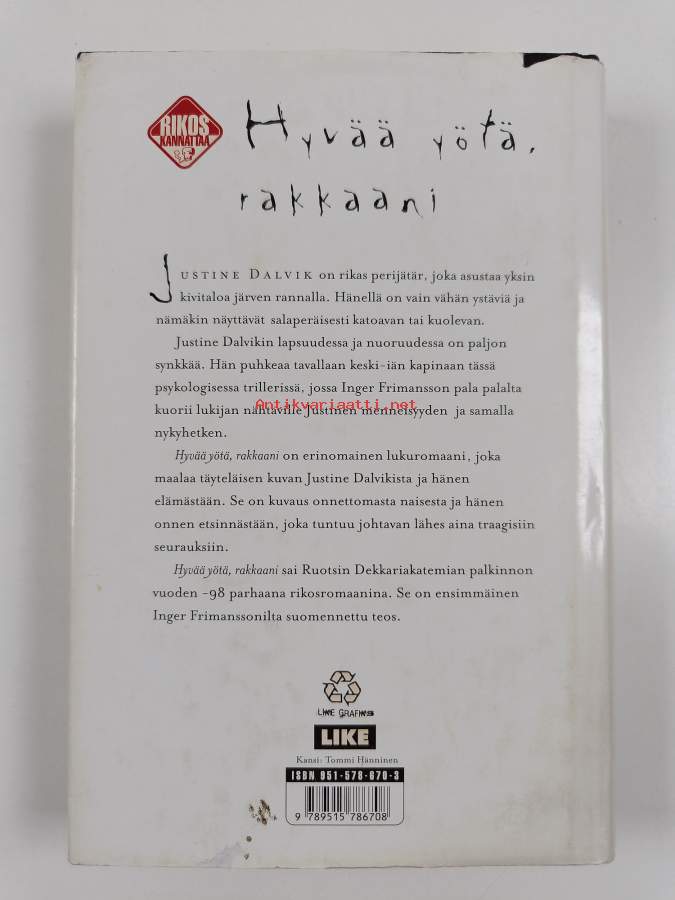 RIKOS
KANNATTAA
Hyvää yötä,
rakkaani
JUSTINE DALVIK on rikas perijätär, joka asustaa yksin
kivitaloa järven rannalla. Hänellä on vain vähän ystäviä ja
nämäkin näyttävät salaperäisesti katoavan tai kuolevan.
Justine Dalvikin lapsuudessa ja nuoruudessa on paljon
synkkää. Hän puhkeaa tavallaan keski-iän kapinaan tässä
psykologisessa trillerissä, jossa Inger Frimansson pala palalta
kuorii lukijan nähtäville Justinen menneisyyden ja samalla
Antikvariaatti.net
nykyhetken.
Hyvää yötä, rakkaani on erinomainen lukuromaani, joka
maalaa täyteläisen kuvan Justine Dalvikista ja hänen
elämästään. Se on kuvaus onnettomasta naisesta ja hänen
onnen etsinnästään, joka tuntuu johtavan lähes aina traagisiin
seurauksiin.
Hyvää yötä, rakkaani sai Ruotsin Dekkariakatemian palkinnon
vuoden -98 parhaana rikosromaanina. Se on ensimmäinen
Inger Frimanssonilta suomennettu teos.
LIKE GRAFIIKS
LIKE
Kansi: Tommi Hänninen
ISBN 951-578-670-3
9 789515 786708